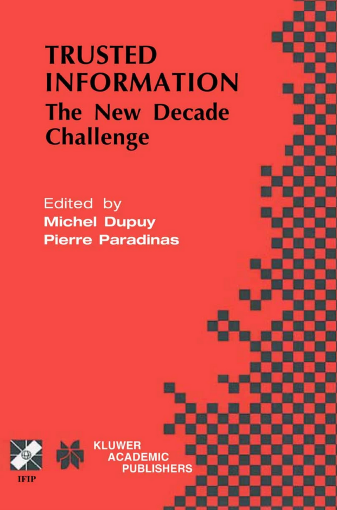 TRUSTED
INFORMATION
The New Decade
Challenge
Edited by
Michel Dupuy
Pierre Paradinas
IFIP
KLUWER
ACADEMIC
PUBLISHERS